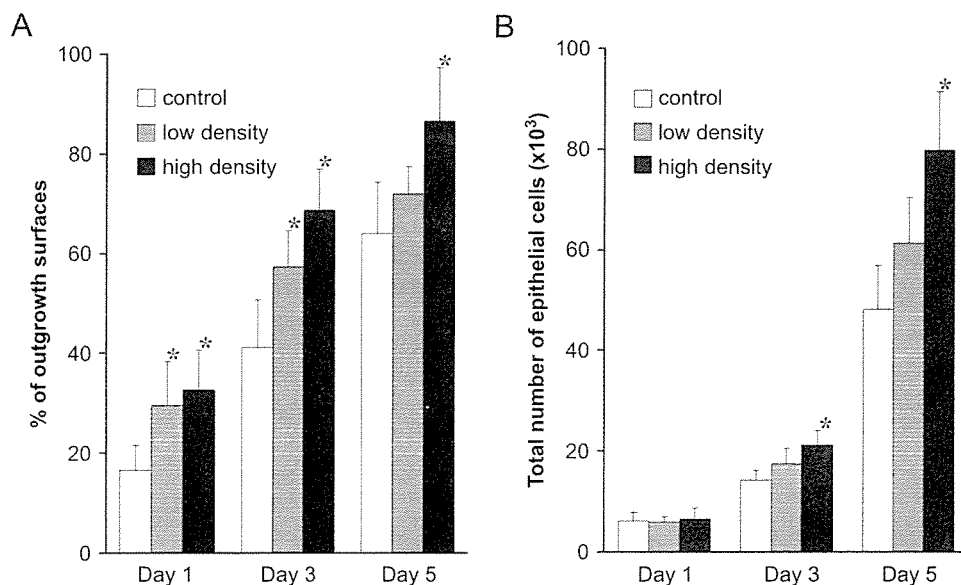 A
100
80
60
40
20
0
% of outgrowth surfaces
control
low density
high density
*
*
*
*
*
Day 1
Day 3
Day 5
B
100
80
60
40
20
0
Total number of epithelial cells (x10³)
control
low density
high density
*
*
Day 1
Day 3
Day 5